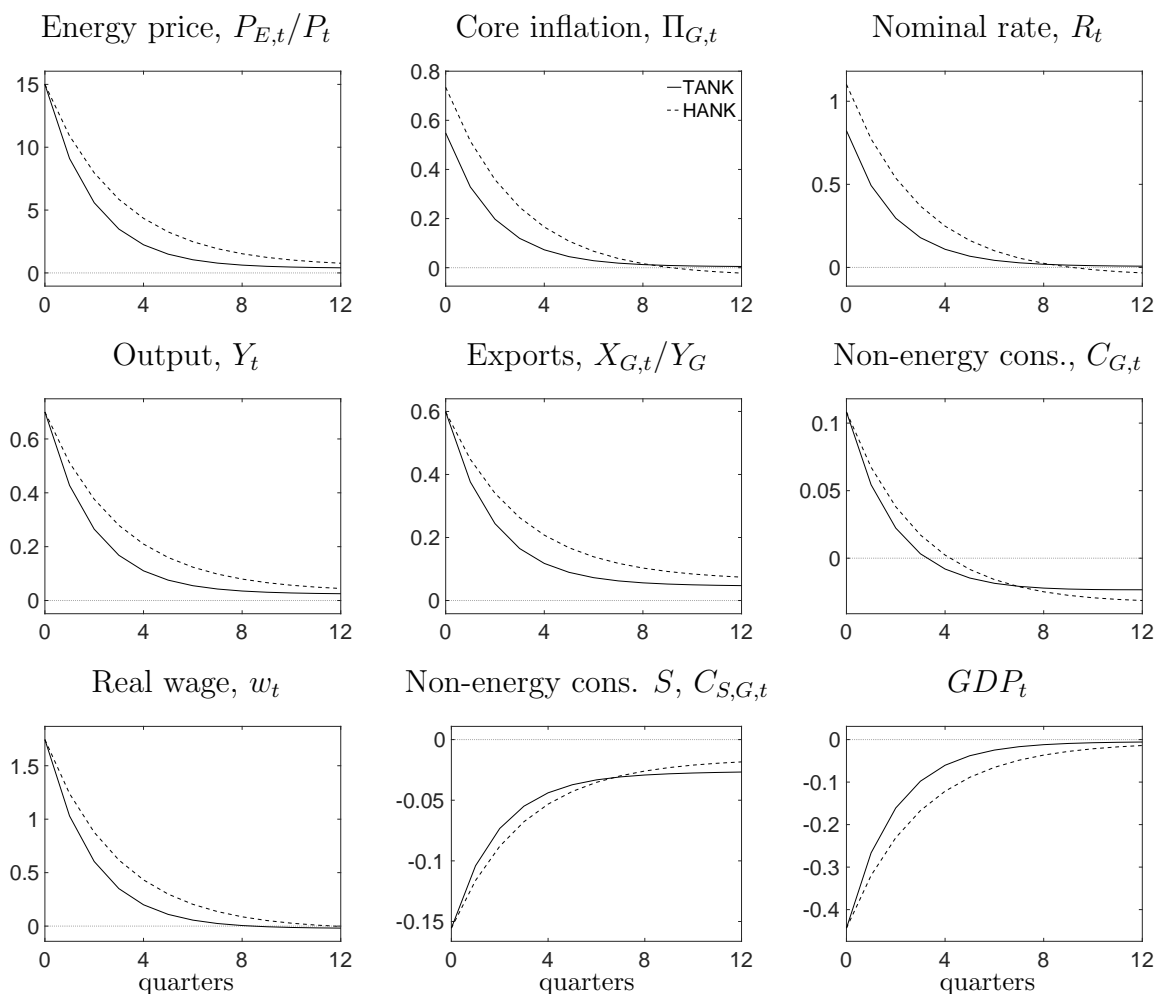 Energy price, P_{E,t}/P_t
Core inflation, Π_{G,t}
Nominal rate, R_t
15
10
5
0
0 4 8 12
0.8
0.6
0.4
0.2
0
0 4 8 12
TANK
HANK
1
0.5
0
0 4 8 12
Output, Y_t
Exports, X_{G,t}/Y_G
Non-energy cons., C_{G,t}
0.6
0.4
0.2
0
0 4 8 12
0.6
0.4
0.2
0
0 4 8 12
0.1
0.05
0
0 4 8 12
Real wage, w_t
Non-energy cons. S, C_{S,G,t}
GDP_t
1.5
1
0.5
0
0 4 8 12
quarters
0
-0.05
-0.1
-0.15
0 4 8 12
quarters
0
-0.1
-0.2
-0.3
-0.4
0 4 8 12
quarters